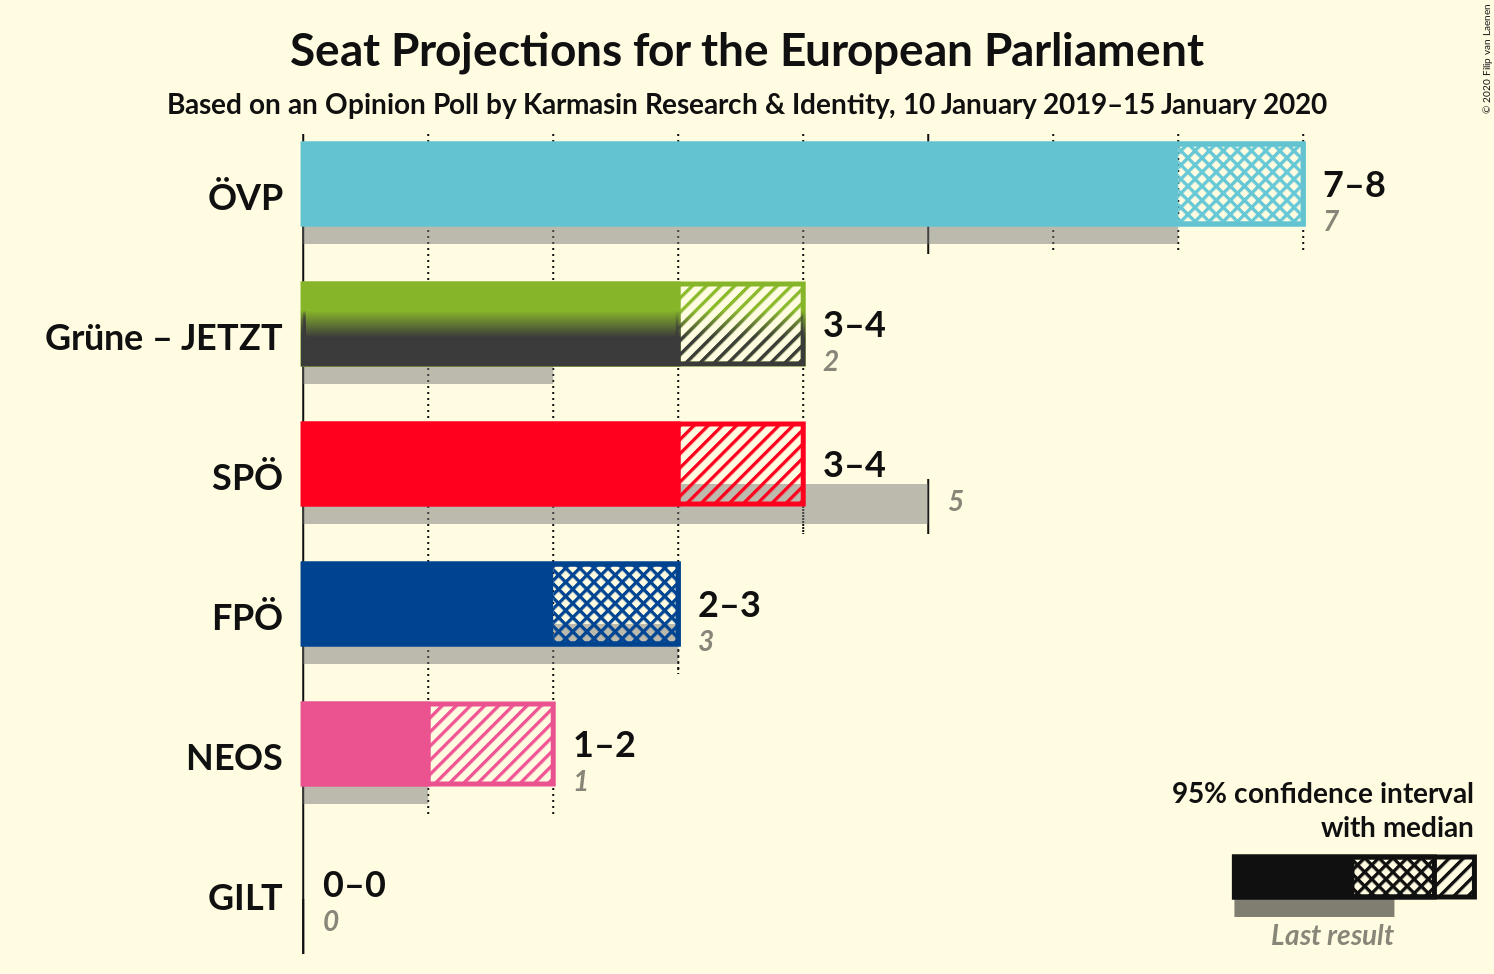 Seat Projections for the European Parliament
Based on an Opinion Poll by Karmasin Research & Identity, 10 January 2019–15 January 2020
© 2020 Filip van Laenen
ÖVP
7–8
7
Grüne – JETZT
3–4
2
SPÖ
3–4
5
FPÖ
2–3
3
NEOS
1–2
1
GILT
0–0
0
95% confidence interval
with median
Last result